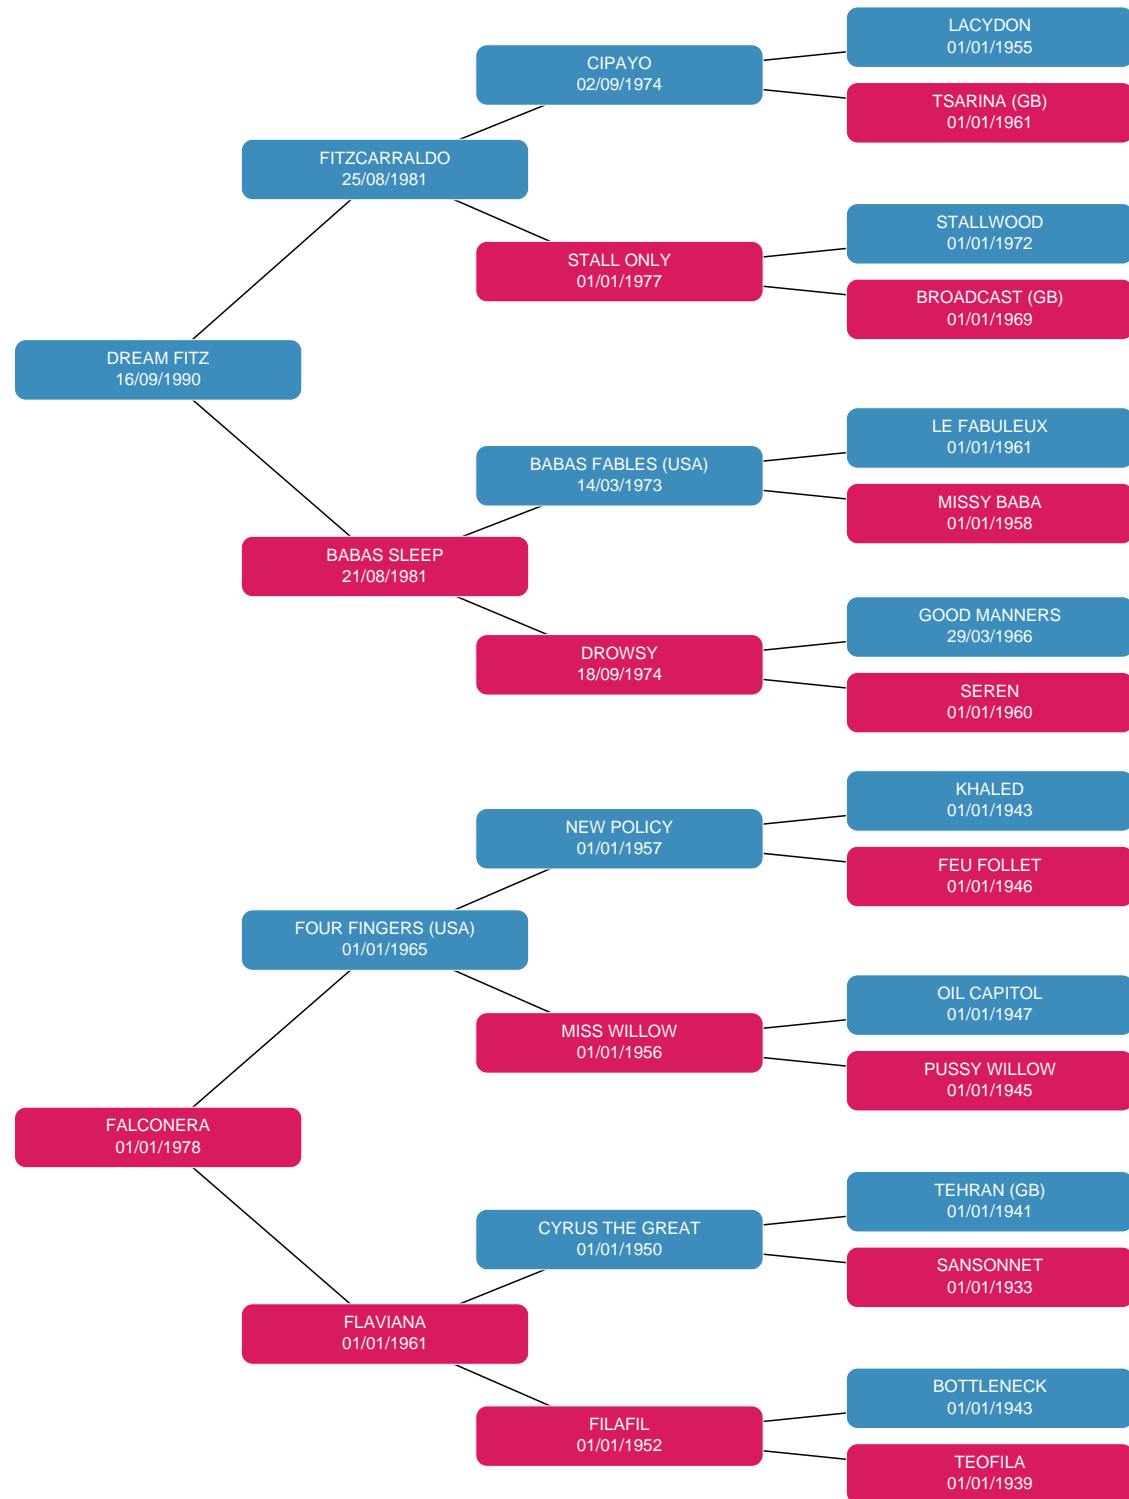 LACYDON
01/01/1955
CIPAYO
02/09/1974
TSARINA (GB)
01/01/1961
FITZCARRALDO
25/08/1981
STALLWOOD
01/01/1972
STALL ONLY
01/01/1977
BROADCAST (GB)
01/01/1969
DREAM FITZ
16/09/1990
LE FABULEUX
01/01/1961
BABAS FABLES (USA)
14/03/1973
MISSY BABA
01/01/1958
BABAS SLEEP
21/08/1981
GOOD MANNERS
29/03/1966
DROWSY
18/09/1974
SEREN
01/01/1960
KHALED
01/01/1943
NEW POLICY
01/01/1957
FEU FOLLET
01/01/1946
FOUR FINGERS (USA)
01/01/1965
OIL CAPITOL
01/01/1947
MISS WILLOW
01/01/1956
PUSSY WILLOW
01/01/1945
FALCONERA
01/01/1978
TEHRAN (GB)
01/01/1941
CYRUS THE GREAT
01/01/1950
SANSONNET
01/01/1933
FLAVIANA
01/01/1961
BOTTLENECK
01/01/1943
FILAFIL
01/01/1952
TEOFILA
01/01/1939